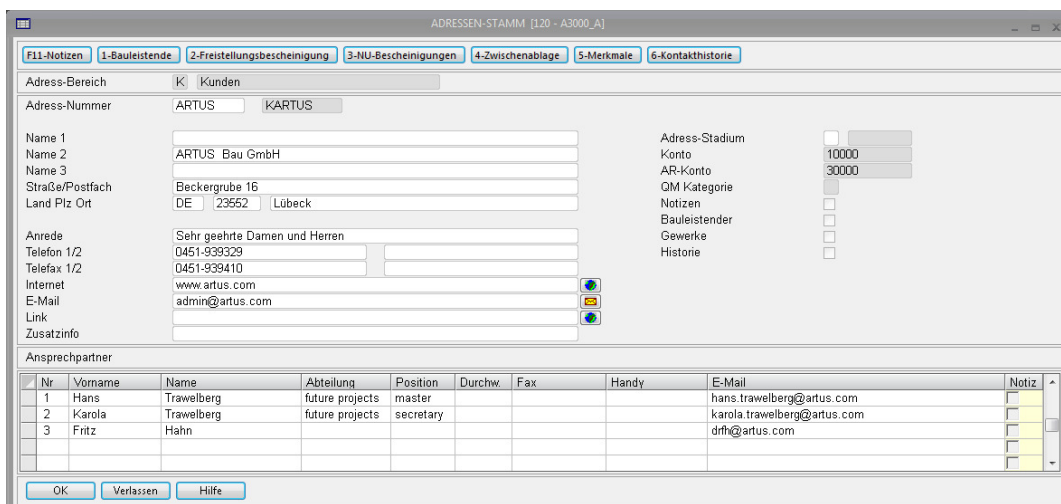 ADRESSEN-STAMM [120 - A3000_A]
F11-Notizen 1-Bauleistende 2-Freistellungsbescheinigung 3-NU-Bescheinigungen 4-Zwischenablage 5-Merkmale 6-Kontakthistorie
Adress-Bereich K Kunden
Adress-Nummer ARTUS KARTUS
Name 1 Adress-Stadium
Name 2 ARTUS Bau GmbH Konto 10000
Name 3 AR-Konto 30000
Straße/Postfach Beckergrube 16 QM Kategorie
Land Plz Ort DE 23552 Lübeck Notizen
Bauleistender
Anrede Sehr geehrte Damen und Herren Gewerke
Telefon 1/2 0451-939329 Historie
Telefax 1/2 0451-939410
Internet www.artus.com
E-Mail admin@artus.com
Link
Zusatzinfo
Ansprechpartner
Nr Vorname Name Abteilung Position Durchw. Fax Handy E-Mail Notiz
1 Hans Trawelberg future projects master hans.trawelberg@artus.com
2 Karola Trawelberg future projects secretary karola.trawelberg@artus.com
3 Fritz Hahn drfh@artus.com
OK Verlassen Hilfe